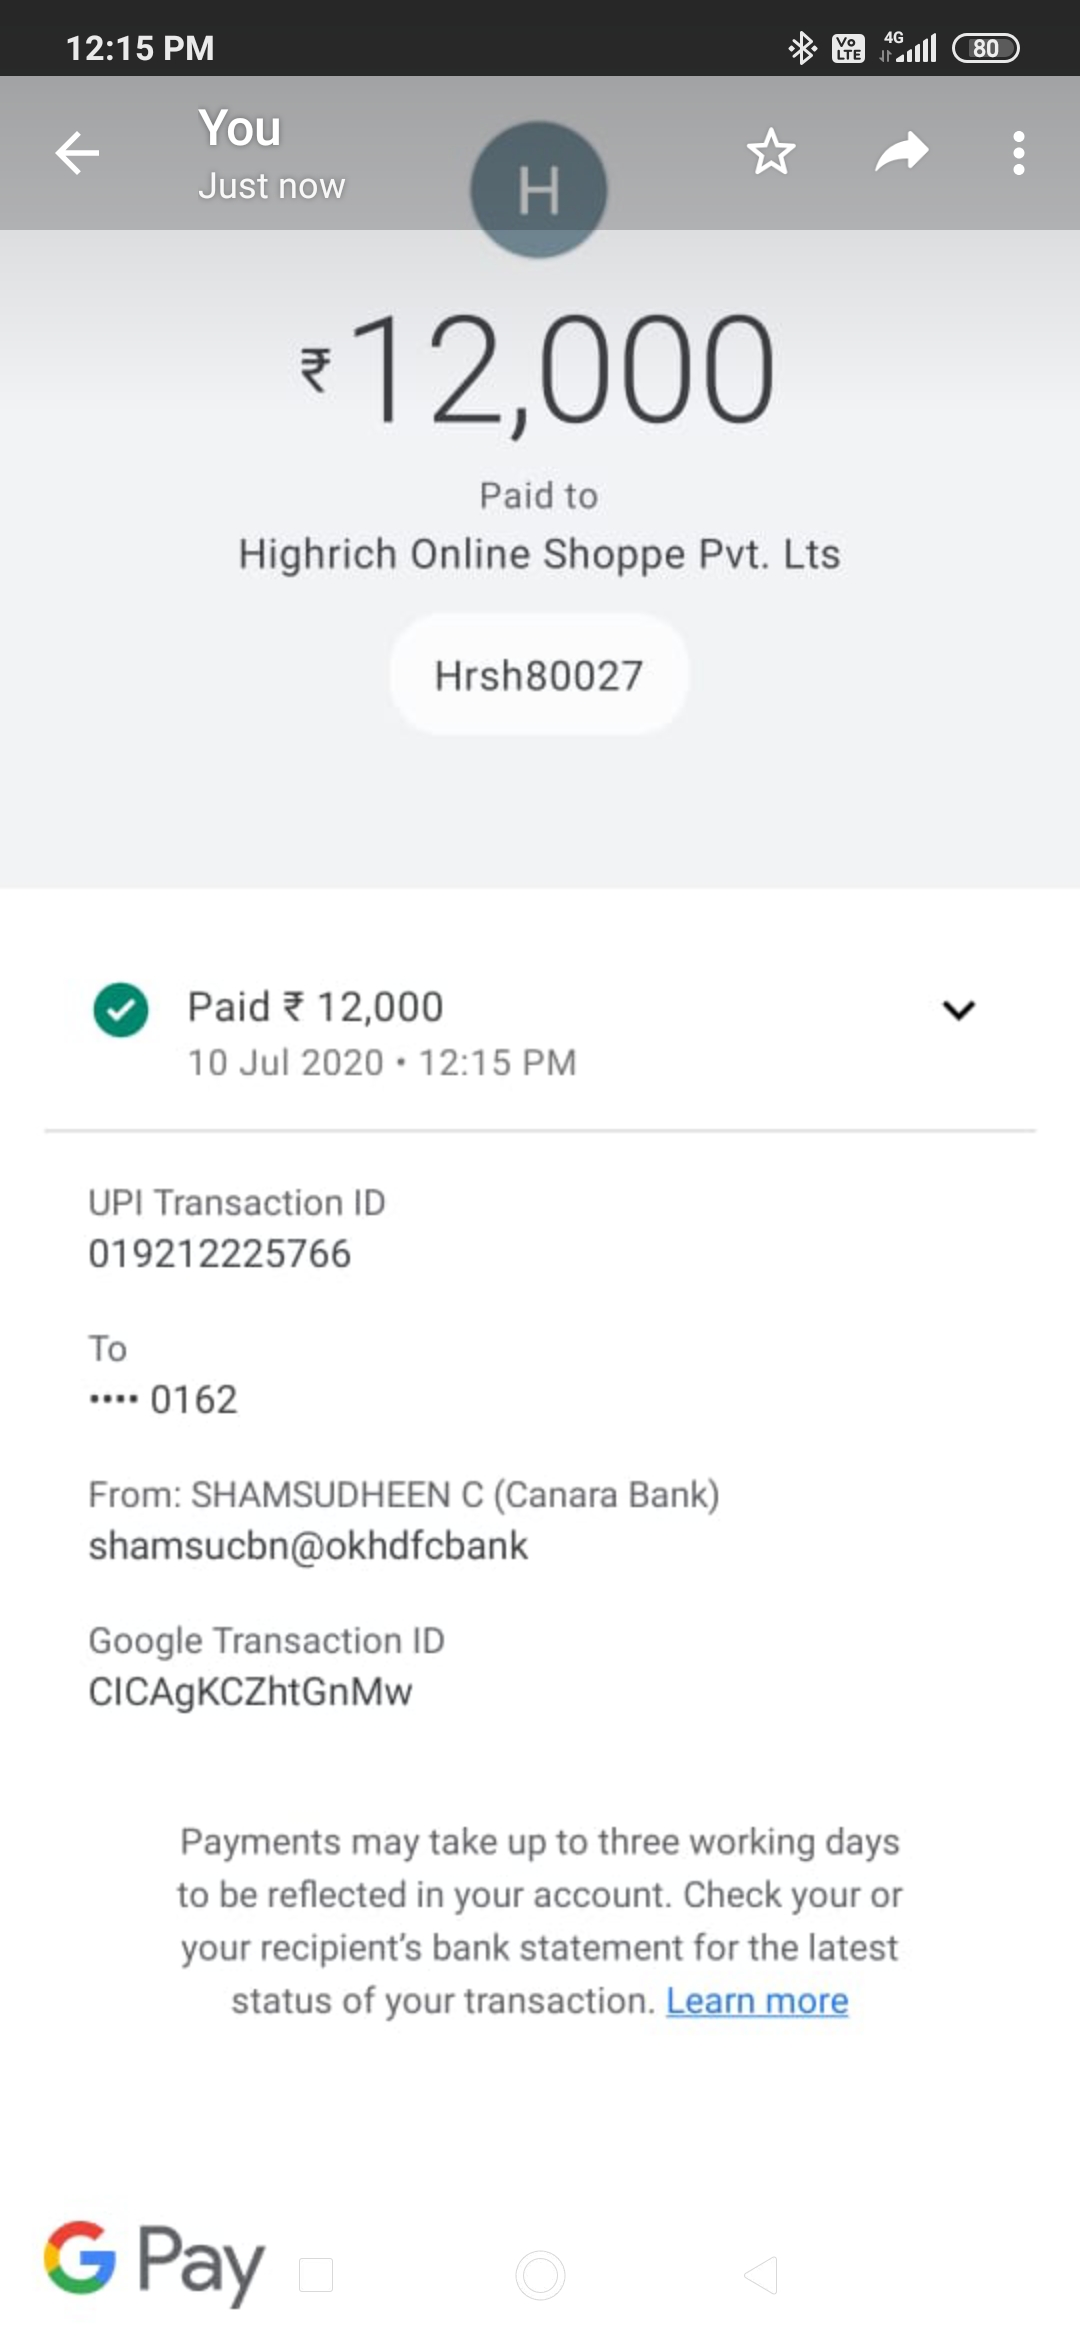 12:15 PM
Vo LTE 4G 80
You
Just now
H
₹12,000
Paid to
Highrich Online Shoppe Pvt. Lts
Hrsh80027
Paid ₹ 12,000
10 Jul 2020 • 12:15 PM
UPI Transaction ID
019212225766
To
•••• 0162
From: SHAMSUDHEEN C (Canara Bank)
shamsucbn@okhdfcbank
Google Transaction ID
CICAgKCZhtGnMw
Payments may take up to three working days
to be reflected in your account. Check your or
your recipient’s bank statement for the latest
status of your transaction. Learn more
G Pay